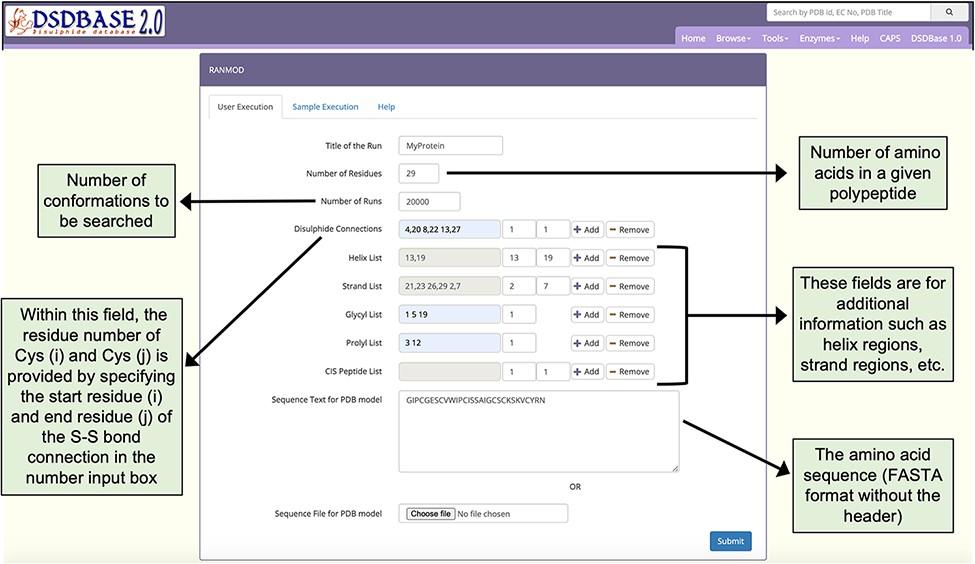 DSDBASE 2.0
Disulphide database
Search by PDB Id, EC No, PDB Title
Home Browse Tools Enzymes Help CAPS DSDBase 1.0
RANMOD
User Execution Sample Execution Help
Title of the Run MyProtein
Number of Residues 29
Number of Runs 20000
Disulphide Connections 4,20 8,22 13,27 1 1 + Add − Remove
Helix List 13,19 13 19 + Add − Remove
Strand List 21,23 26,29 2,7 2 7 + Add − Remove
Glycyl List 1 5 19 1 + Add − Remove
Prolyl List 3 12 1 + Add − Remove
CIS Peptide List 1 1 + Add − Remove
Sequence Text for PDB model GIPCGESCVWIPCISSAIGCSCKSKVCYRN
OR
Sequence File for PDB model Choose file No file chosen
Submit
Number of
conformations to
be searched
Within this field, the
residue number of
Cys (i) and Cys (j) is
provided by specifying
the start residue (i)
and end residue (j) of
the S-S bond
connection in the
number input box
Number of amino
acids in a given
polypeptide
These fields are for
additional
information such as
helix regions,
strand regions, etc.
The amino acid
sequence (FASTA
format without the
header)